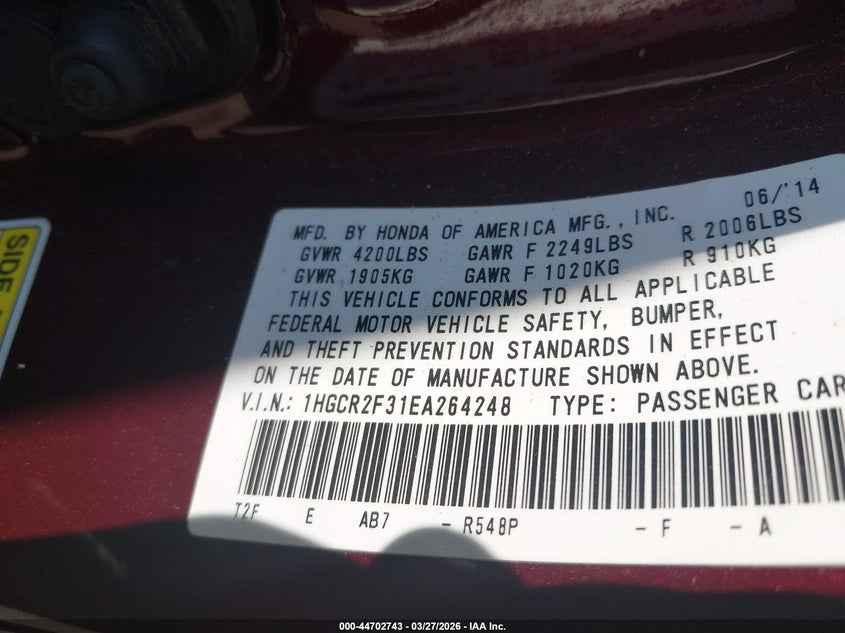 SIDE
06/'14
MFD. BY HONDA OF AMERICA MFG., INC.
GVWR 4200LBS GAWR F 2249LBS R 2006LBS
GVWR 1905KG GAWR F 1020KG R 910KG
THIS VEHICLE CONFORMS TO ALL APPLICABLE
FEDERAL MOTOR VEHICLE SAFETY, BUMPER,
AND THEFT PREVENTION STANDARDS IN EFFECT
ON THE DATE OF MANUFACTURE SHOWN ABOVE.
V.I.N.: 1HGCR2F31EA264248 TYPE: PASSENGER CAR
T2F E AB7 - R548P - F - A
000-44702743 - 03/27/2026 - IAA Inc.